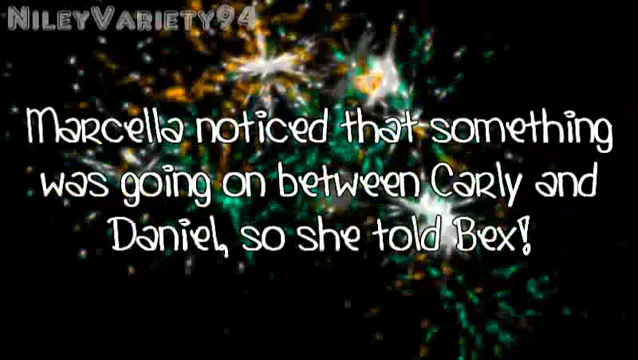 NileyVariety94
Marcella noticed that something
was going on between Carly and
Daniel, so she told Bex!